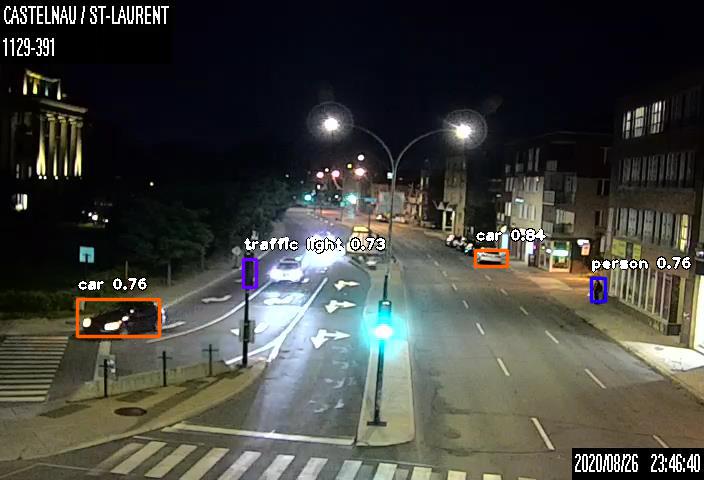 CASTELNAU / ST-LAURENT
1129-391
traffic light 0.73
car 0.84
person 0.76
car 0.76
2020/08/26 23:46:40